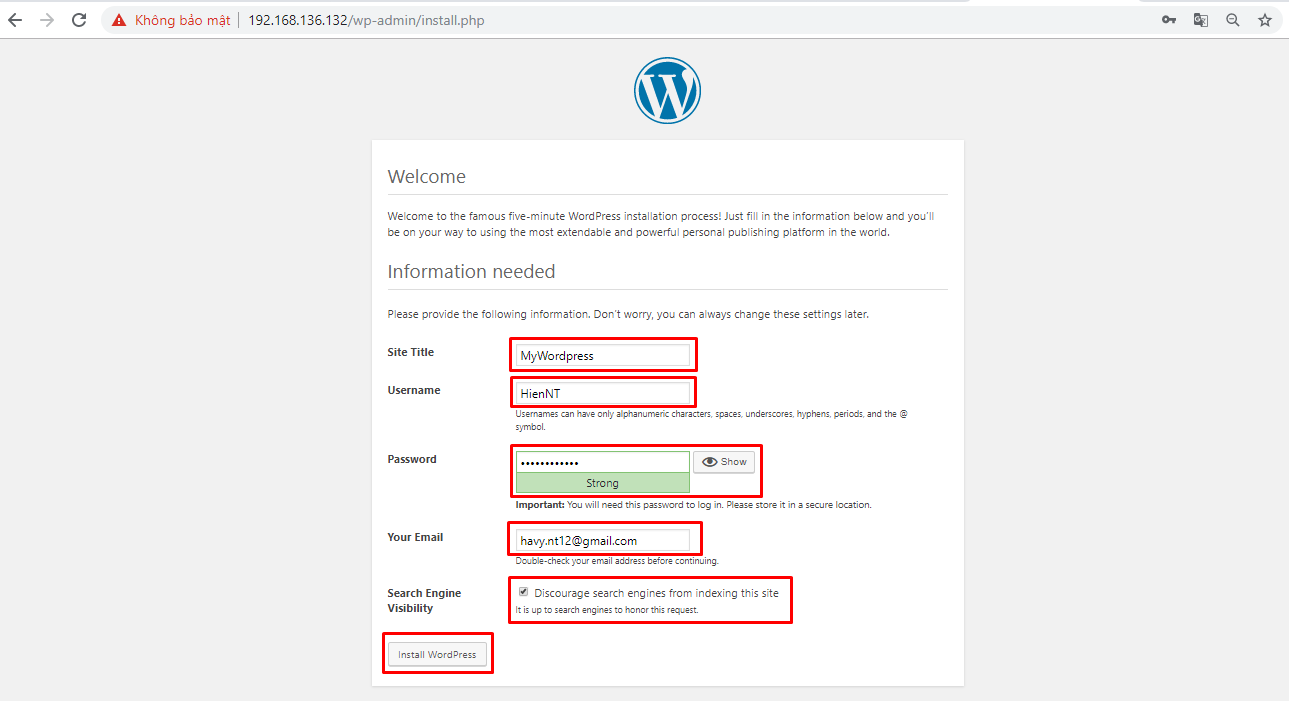 Không bảo mật 192.168.136.132/wp-admin/install.php
Welcome
Welcome to the famous five-minute WordPress installation process! Just fill in the information below and you'll
be on your way to using the most extendable and powerful personal publishing platform in the world.
Information needed
Please provide the following information. Don't worry, you can always change these settings later.
Site Title MyWordpress
Username HienNT
Usernames can have only alphanumeric characters, spaces, underscores, hyphens, periods, and the @
symbol.
Password •••••••••••• Show
Strong
Important: You will need this password to log in. Please store it in a secure location.
Your Email havy.nt12@gmail.com
Double-check your email address before continuing.
Search Engine Discourage search engines from indexing this site
Visibility It is up to search engines to honor this request.
Install WordPress